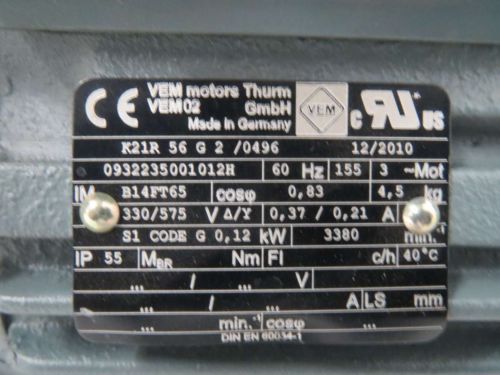 CE VEM motors Thurm
VEM02 GmbH VEM c RU US
Made in Germany
K21R 56 G 2 /0496 12/2010
0932235001012H 60 Hz 155 3 ~Mot
IM B14FT65 cosφ 0,83 4,5 kg
330/575 V Δ/Y 0,37 / 0,21 A
S1 CODE G 0,12 kW 3380 min.⁻¹
IP 55 MBR Nm Fl c/h 40°C
... / ... V
... / ... A LS mm
... min.⁻¹ cosφ ...
DIN EN 60034-1